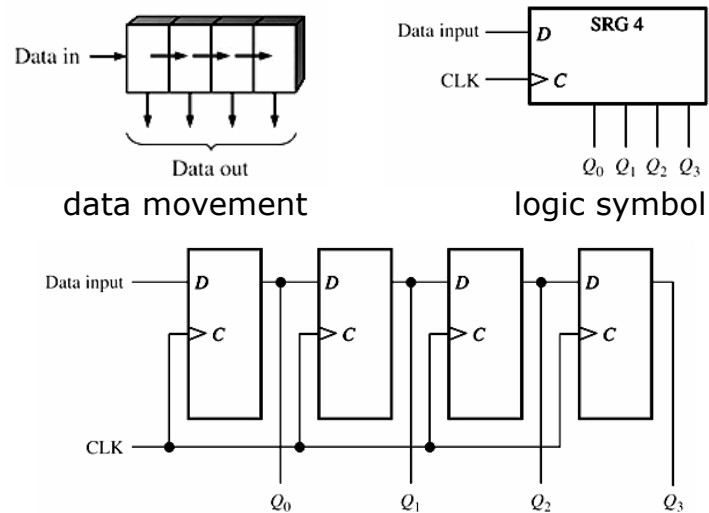 Data in
Data out
data movement
Data input D SRG 4
CLK C
Q0 Q1 Q2 Q3
logic symbol
Data input D D D D
C C C C
CLK
Q0 Q1 Q2 Q3